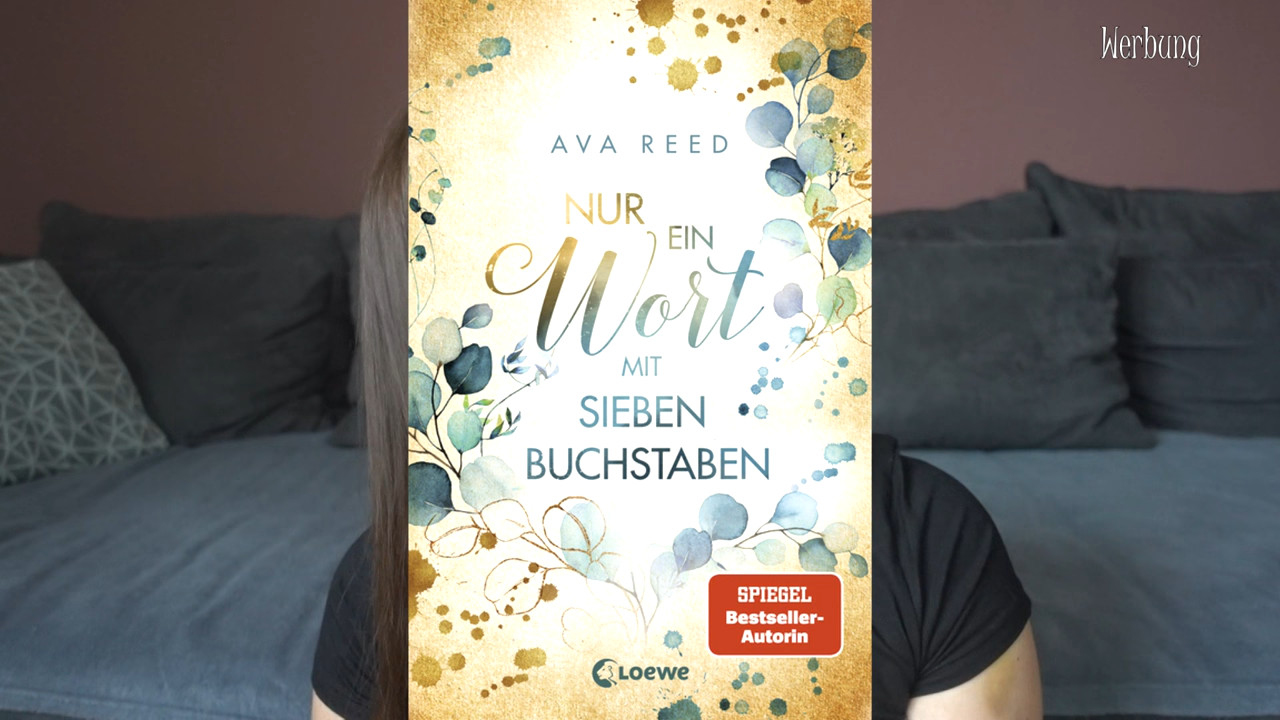 Werbung
AVA REED
NUR
EIN
Wort
MIT
SIEBEN
BUCHSTABEN
SPIEGEL
Bestseller-
Autorin
Loewe